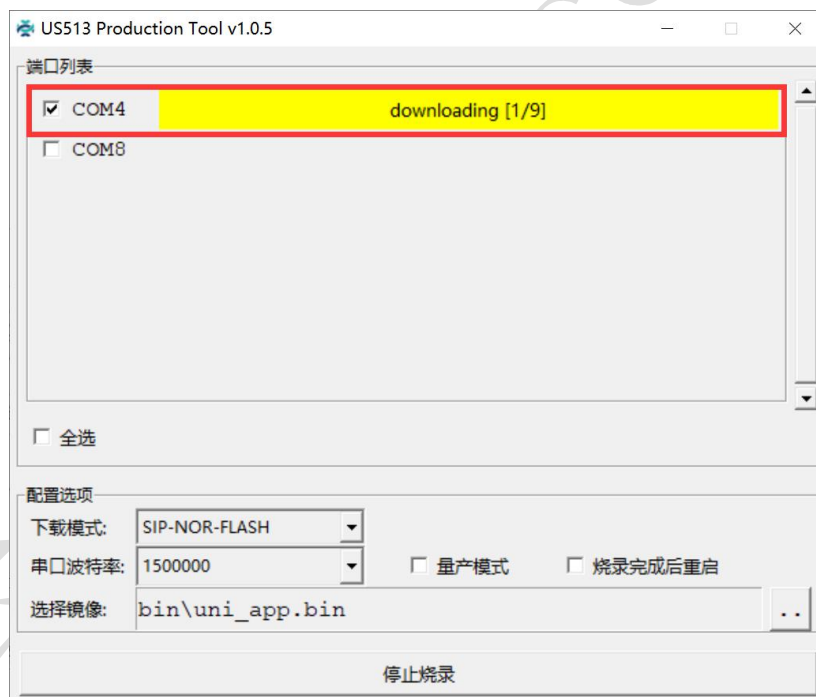 US513 Production Tool v1.0.5
端口列表
COM4 downloading [1/9]
COM8
全选
配置选项
下载模式: SIP-NOR-FLASH
串口波特率: 1500000 量产模式 烧录完成后重启
选择镜像: bin\uni_app.bin ..
停止烧录